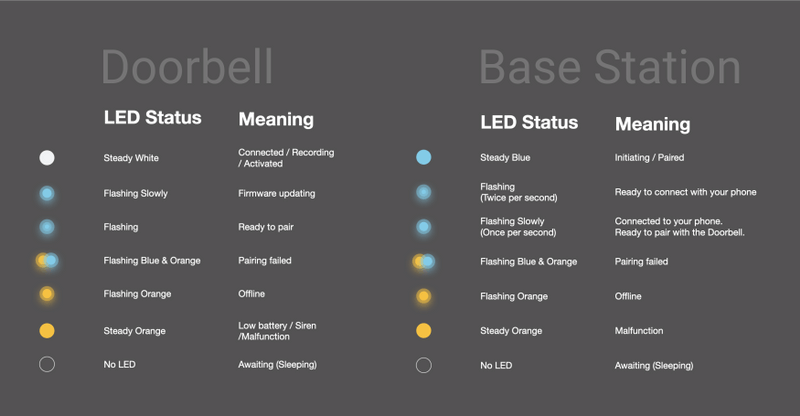 Doorbell
LED Status Meaning
Steady White Connected / Recording
/ Activated
Flashing Slowly Firmware updating
Flashing Ready to pair
Flashing Blue & Orange Pairing failed
Flashing Orange Offline
Steady Orange Low battery / Siren
/Malfunction
No LED Awaiting (Sleeping)
Base Station
LED Status Meaning
Steady Blue Initiating / Paired
Flashing
(Twice per second) Ready to connect with your phone
Flashing Slowly Connected to your phone.
(Once per second) Ready to pair with the Doorbell.
Flashing Blue & Orange Pairing failed
Flashing Orange Offline
Steady Orange Malfunction
No LED Awaiting (Sleeping)